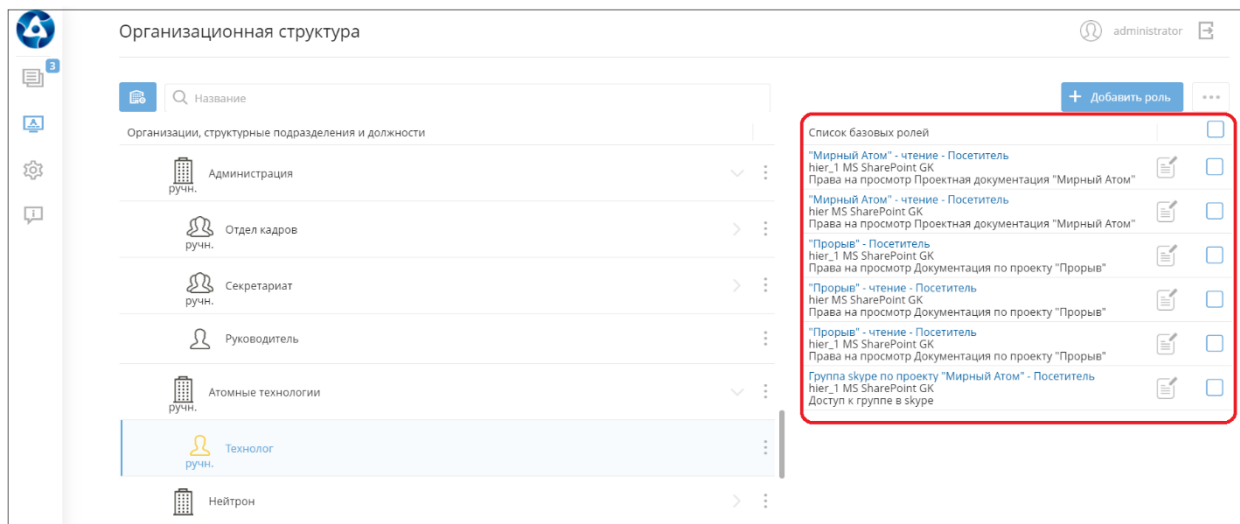 Организационная структура
administrator
3
Название
+ Добавить роль
Организации, структурные подразделения и должности
Администрация
ручн.
Отдел кадров
ручн.
Секретариат
ручн.
Руководитель
Атомные технологии
ручн.
Технолог
ручн.
Нейтрон
Список базовых ролей
"Мирный Атом" - чтение - Посетитель
hier_1 MS SharePoint GK
Права на просмотр Проектная документация "Мирный Атом"
"Мирный Атом" - чтение - Посетитель
hier MS SharePoint GK
Права на просмотр Проектная документация "Мирный Атом"
"Прорыв" - Посетитель
hier_1 MS SharePoint GK
Права на просмотр Документация по проекту "Прорыв"
"Прорыв" - чтение - Посетитель
hier MS SharePoint GK
Права на просмотр Документация по проекту "Прорыв"
"Прорыв" - чтение - Посетитель
hier_1 MS SharePoint GK
Права на просмотр Документация по проекту "Прорыв"
Группа skype по проекту "Мирный Атом" - Посетитель
hier_1 MS SharePoint GK
Доступ к группе в skype